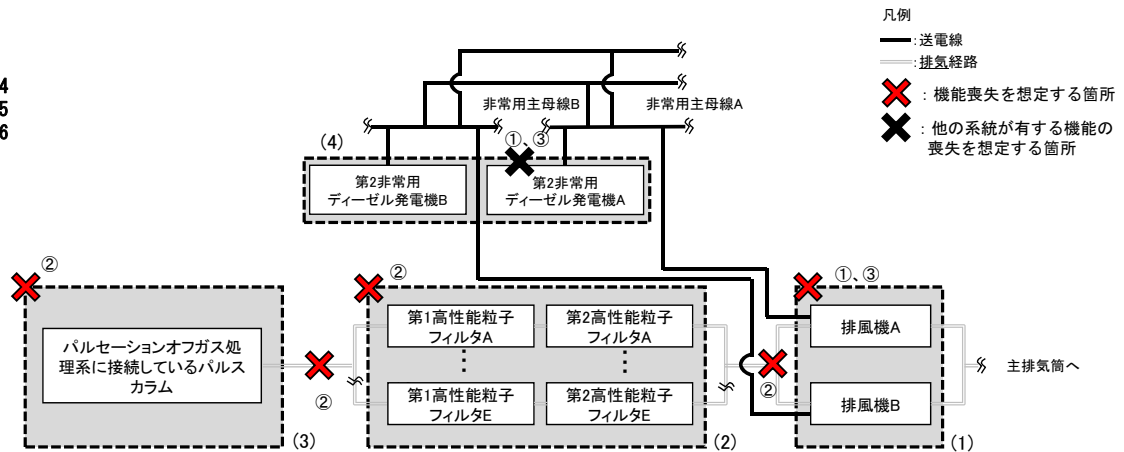 凡例
:送電線
:排気経路
:機能喪失を想定する箇所
:他の系統が有する機能の
喪失を想定する箇所
4
5
6
非常用主母線B
非常用主母線A
(4)
①、③
第2非常用
ディーゼル発電機B
第2非常用
ディーゼル発電機A
②
②
①、③
パルセーションオフガス処
理系に接続しているパルス
カラム
②
(3)
第1高性能粒子
フィルタA
第2高性能粒子
フィルタA
⋮
⋮
第1高性能粒子
フィルタE
第2高性能粒子
フィルタE
(2)
②
排風機A
排風機B
(1)
主排気筒へ